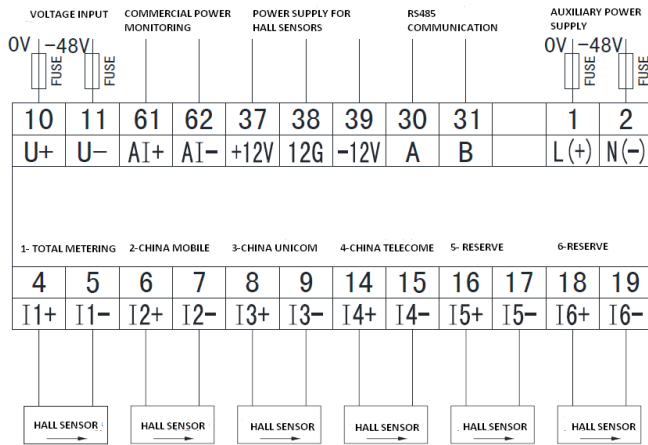 VOLTAGE INPUT COMMERCIAL POWER POWER SUPPLY FOR RS485 AUXILIARY POWER
MONITORING HALL SENSORS COMMUNICATION SUPPLY
0V -48V 0V -48V
FUSE FUSE FUSE FUSE
10 11 61 62 37 38 39 30 31 1 2
U+ U- AI+ AI- +12V 12G -12V A B L(+) N(-)
1- TOTAL METERING 2-CHINA MOBILE 3-CHINA UNICOM 4-CHINA TELECOME 5- RESERVE 6-RESERVE
4 5 6 7 8 9 14 15 16 17 18 19
I1+ I1- I2+ I2- I3+ I3- I4+ I4- I5+ I5- I6+ I6-
HALL SENSOR HALL SENSOR HALL SENSOR HALL SENSOR HALL SENSOR HALL SENSOR